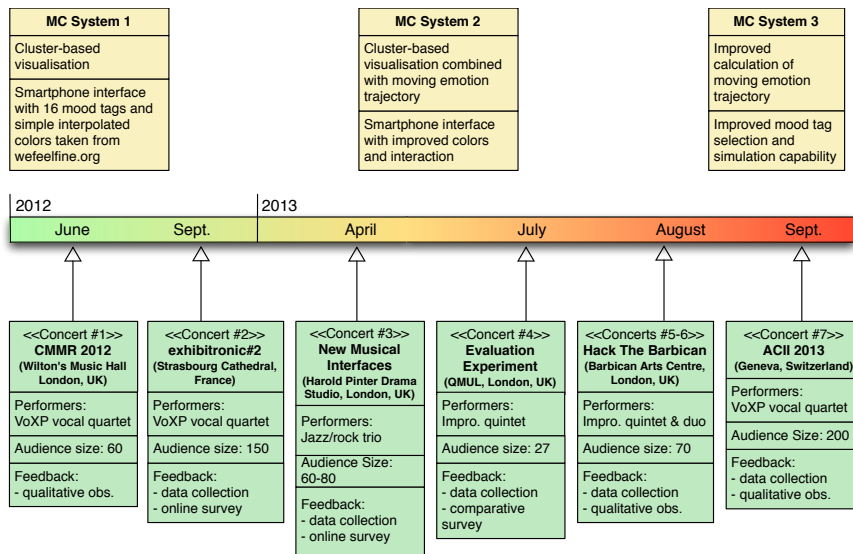 MC System 1
Cluster-based
visualisation
Smartphone interface
with 16 mood tags and
simple interpolated
colors taken from
wefeelfine.org
MC System 2
Cluster-based
visualisation combined
with moving emotion
trajectory
Smartphone interface
with improved colors
and interaction
MC System 3
Improved
calculation of
moving emotion
trajectory
Improved mood tag
selection and
simulation capability
2012
2013
June
Sept.
April
July
August
Sept.
<<Concert #1>>
CMMR 2012
(Wilton's Music Hall
London, UK)
Performers:
VoXP vocal quartet
Audience size: 60
Feedback:
- qualitative obs.
<<Concert #2>>
exhibitronic#2
(Strasbourg Cathedral,
France)
Performers:
VoXP vocal quartet
Audience size: 150
Feedback:
- data collection
- online survey
<<Concert #3>>
New Musical
Interfaces
(Harold Pinter Drama
Studio, London, UK)
Performers:
Jazz/rock trio
Audience Size:
60-80
Feedback:
- data collection
- online survey
<<Concert #4>>
Evaluation
Experiment
(QMUL, London, UK)
Performers:
Impro. quintet
Audience size: 27
Feedback:
- data collection
- comparative
survey
<<Concerts #5-6>>
Hack The Barbican
(Barbican Arts Centre,
London, UK)
Performers:
Impro. quintet & duo
Audience size: 70
Feedback:
- data collection
- qualitative obs.
<<Concert #7>>
ACII 2013
(Geneva, Switzerland)
Performers:
VoXP vocal quartet
Audience Size: 200
Feedback:
- data collection
- qualitative obs.